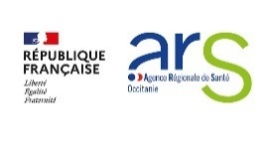 RÉPUBLIQUE
FRANÇAISE
Liberté
Égalité
Fraternité
ars
Agence Régionale de Santé
Occitanie